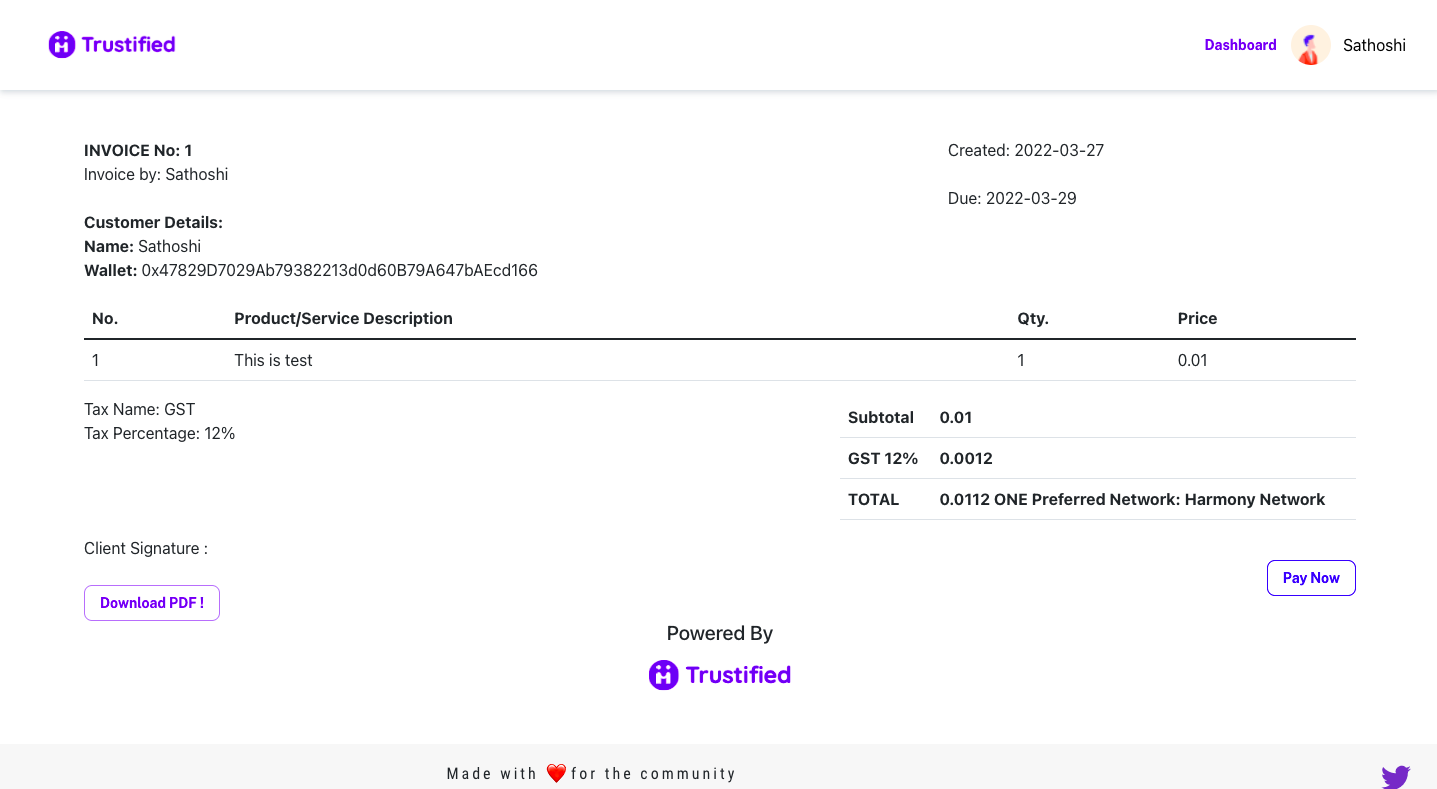 Trustified
Dashboard Sathoshi
INVOICE No: 1
Invoice by: Sathoshi
Created: 2022-03-27
Due: 2022-03-29
Customer Details:
Name: Sathoshi
Wallet: 0x47829D7029Ab79382213d0d60B79A647bAEcd166
No. Product/Service Description Qty. Price
1 This is test 1 0.01
Tax Name: GST
Tax Percentage: 12%
Subtotal 0.01
GST 12% 0.0012
TOTAL 0.0112 ONE Preferred Network: Harmony Network
Client Signature :
Pay Now
Download PDF !
Powered By
Trustified
Made with ❤️ for the community